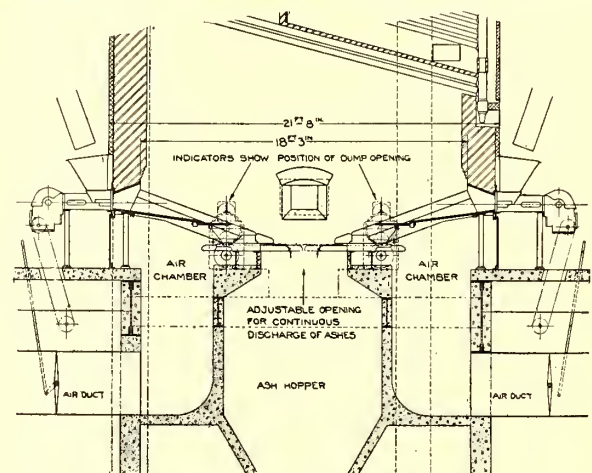 21 FT 8 IN.
18 FT 3 IN.
INDICATORS SHOW POSITION OF DUMP OPENING
AIR
CHAMBER
AIR
CHAMBER
ADJUSTABLE OPENING
FOR CONTINUOUS
DISCHARGE OF ASHES
ASH HOPPER
AIR DUCT
AIR DUCT